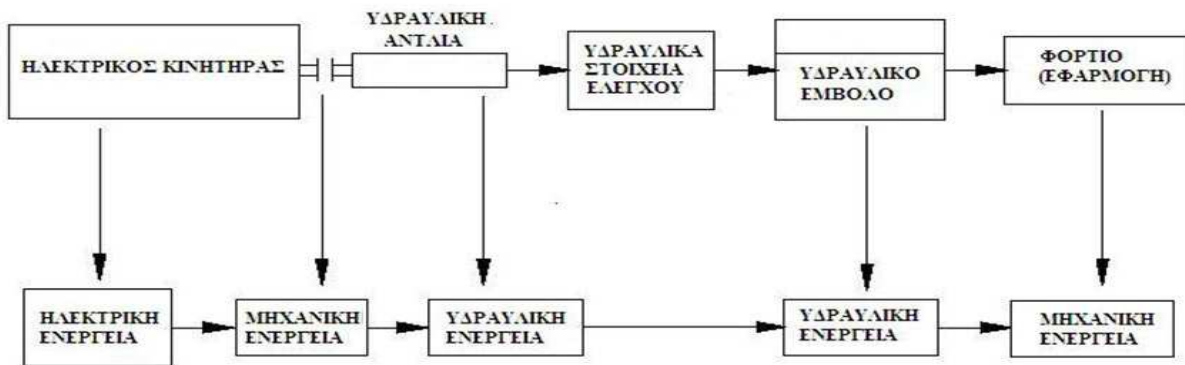 ΗΛΕΚΤΡΙΚΟΣ ΚΙΝΗΤΗΡΑΣ
ΥΔΡΑΥΛΙΚΗ
ΑΝΤΛΙΑ
ΥΔΡΑΥΛΙΚΑ
ΣΤΟΙΧΕΙΑ
ΕΛΕΓΧΟΥ
ΥΔΡΑΥΛΙΚΟ
ΕΜΒΟΛΟ
ΦΟΡΤΙΟ
(ΕΦΑΡΜΟΓΗ)
ΗΛΕΚΤΡΙΚΗ
ΕΝΕΡΓΕΙΑ
ΜΗΧΑΝΙΚΗ
ΕΝΕΡΓΕΙΑ
ΥΔΡΑΥΛΙΚΗ
ΕΝΕΡΓΕΙΑ
ΥΔΡΑΥΛΙΚΗ
ΕΝΕΡΓΕΙΑ
ΜΗΧΑΝΙΚΗ
ΕΝΕΡΓΕΙΑ